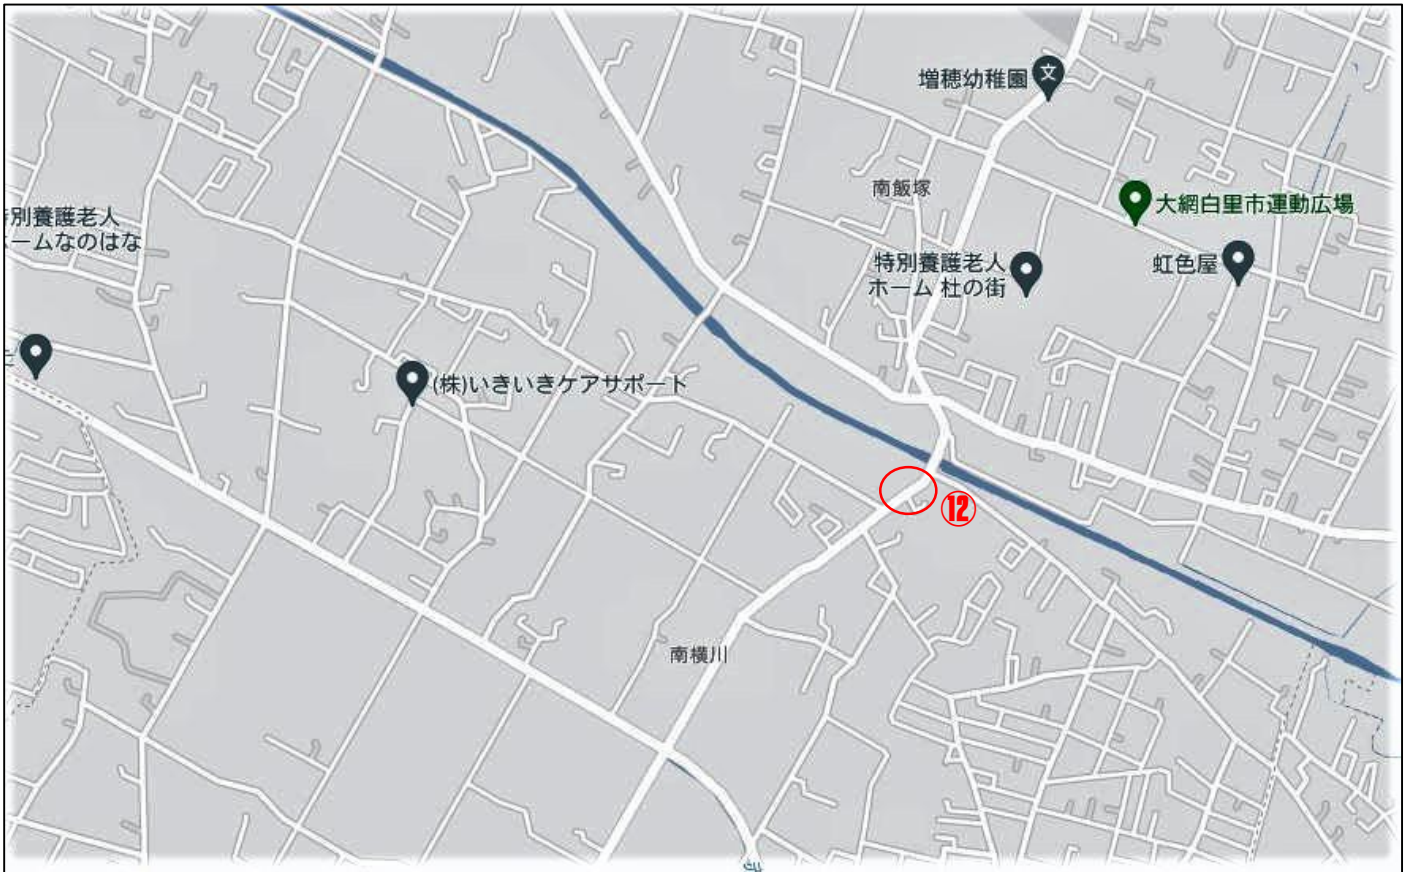 増穂幼稚園
文
南飯塚
大網白里市運動広場
別養護老人
ームなのはな
特別養護老人
ホーム 杜の街
虹色屋
(株)いきいきケアサポート
⑫
南横川